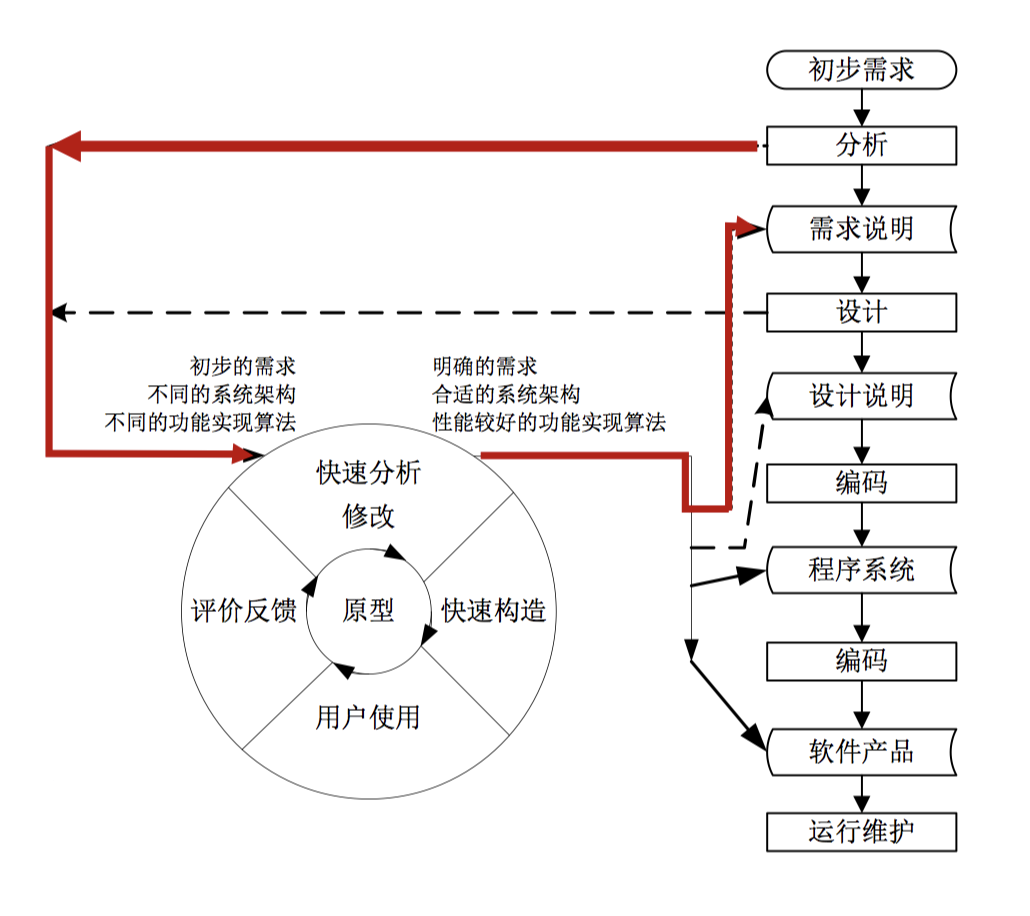 初步需求
分析
需求说明
设计
设计说明
编码
程序系统
编码
软件产品
运行维护
初步的需求
不同的系统架构
不同的功能实现算法
明确的需求
合适的系统架构
性能较好的功能实现算法
快速分析
修改
评价反馈
原型
快速构造
用户使用